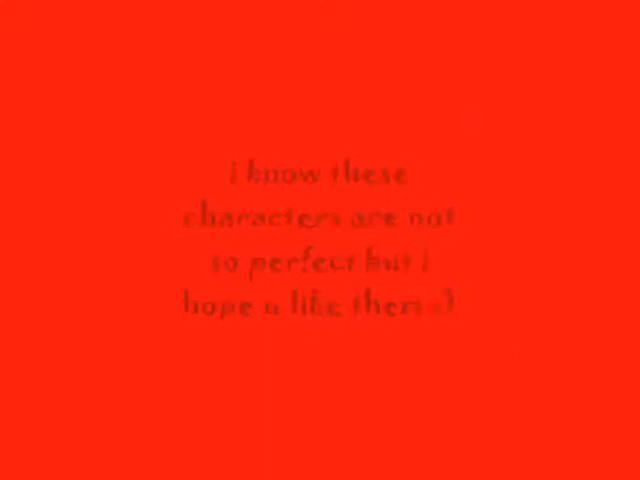 i know these
characters are not
so perfect but i
hope u like them :)